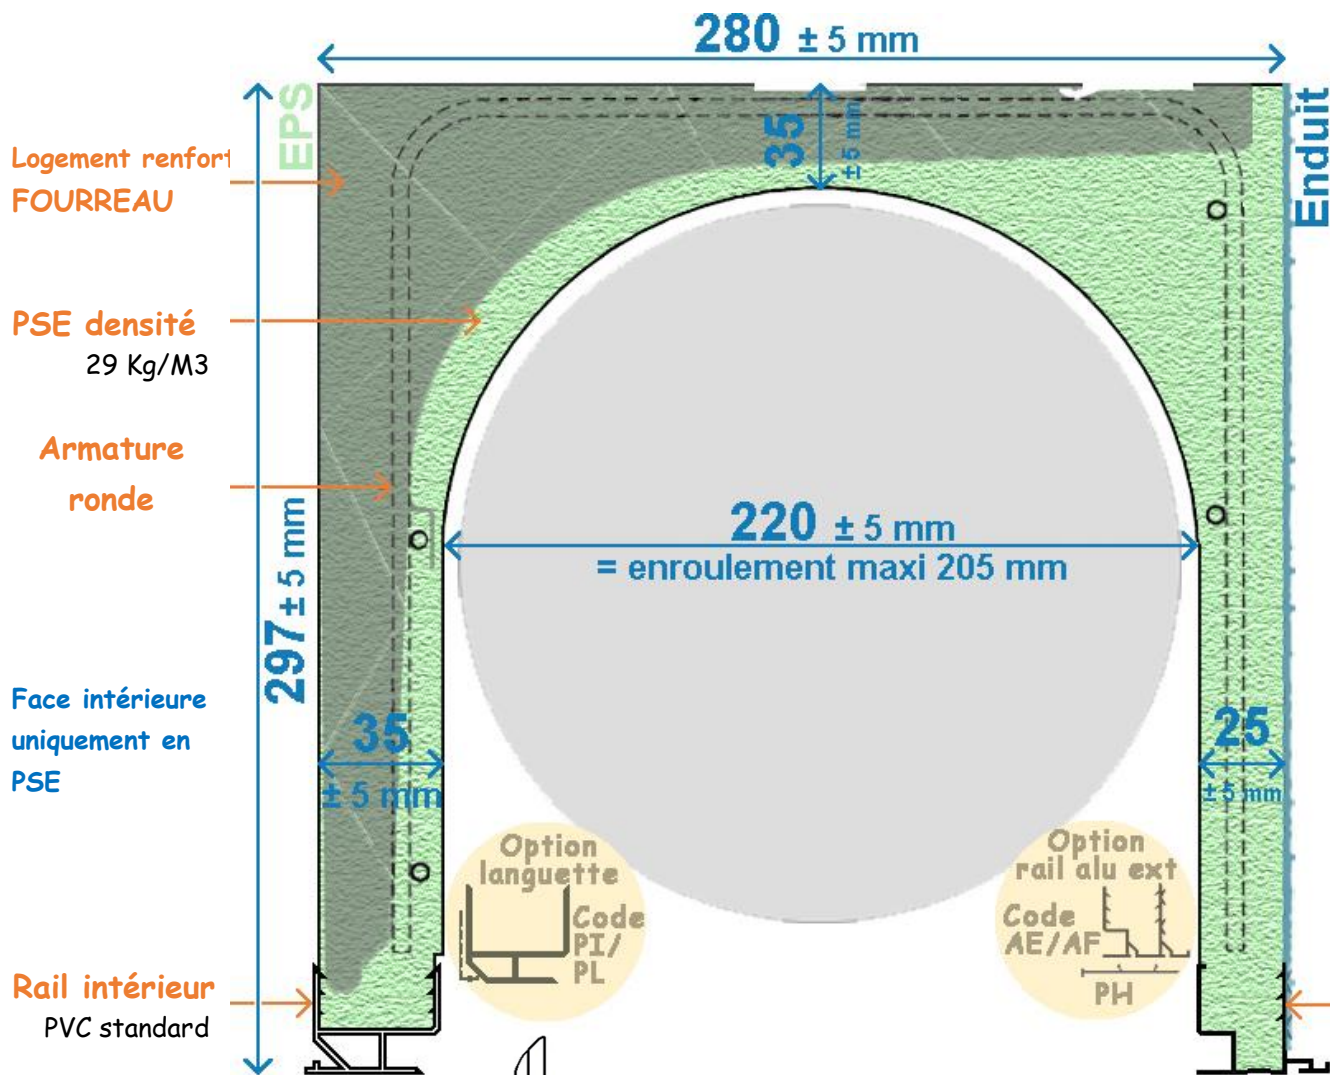 280 ± 5 mm
EPS
Enduit
35
± 5 mm
Logement renfort
FOURREAU
PSE densité
29 Kg/M3
Armature
ronde
220 ± 5 mm
= enroulement maxi 205 mm
297 ± 5 mm
Face intérieure
uniquement en
PSE
35
± 5 mm
25
± 5 mm
Option
languette
Code
PI/
PL
Option
rail alu ext
Code
AE/AF
PH
Rail intérieur
PVC standard